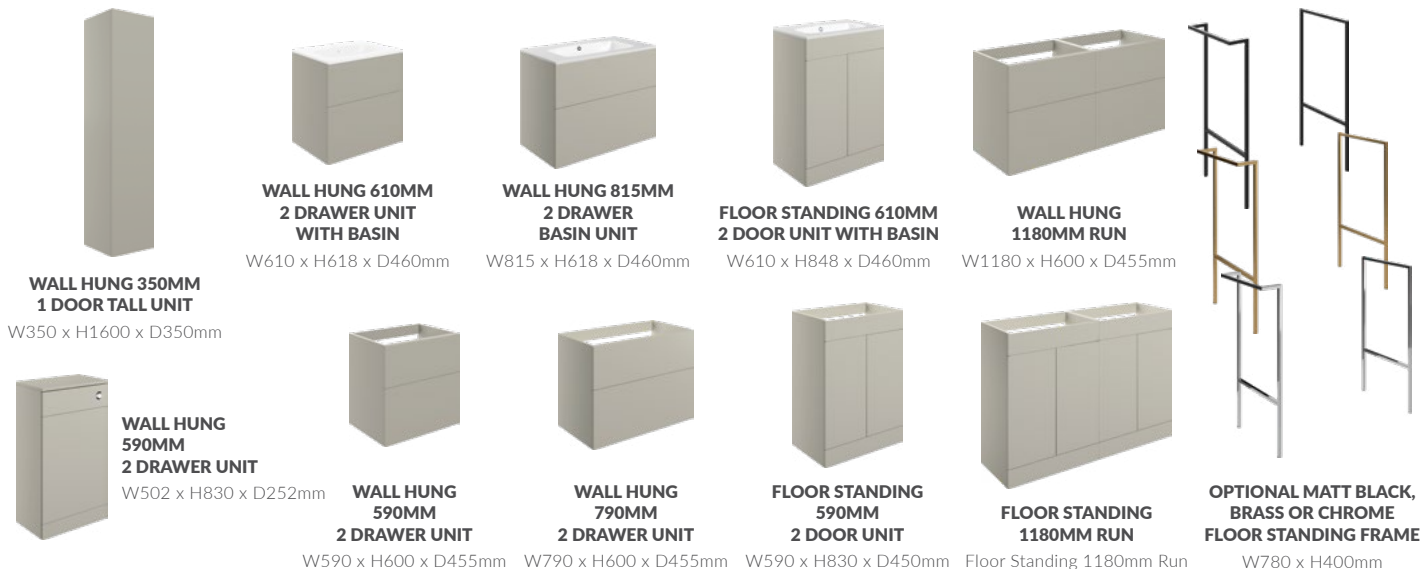 WALL HUNG 350MM
1 DOOR TALL UNIT
W350 x H1600 x D350mm
WALL HUNG 610MM
2 DRAWER UNIT
WITH BASIN
W610 x H618 x D460mm
WALL HUNG 815MM
2 DRAWER
BASIN UNIT
W815 x H618 x D460mm
FLOOR STANDING 610MM
2 DOOR UNIT WITH BASIN
W610 x H848 x D460mm
WALL HUNG
1180MM RUN
W1180 x H600 x D455mm
WALL HUNG
590MM
2 DRAWER UNIT
W502 x H830 x D252mm
WALL HUNG
590MM
2 DRAWER UNIT
W590 x H600 x D455mm
WALL HUNG
790MM
2 DRAWER UNIT
W790 x H600 x D455mm
FLOOR STANDING
590MM
2 DOOR UNIT
W590 x H830 x D450mm
FLOOR STANDING
1180MM RUN
Floor Standing 1180mm Run
OPTIONAL MATT BLACK,
BRASS OR CHROME
FLOOR STANDING FRAME
W780 x H400mm